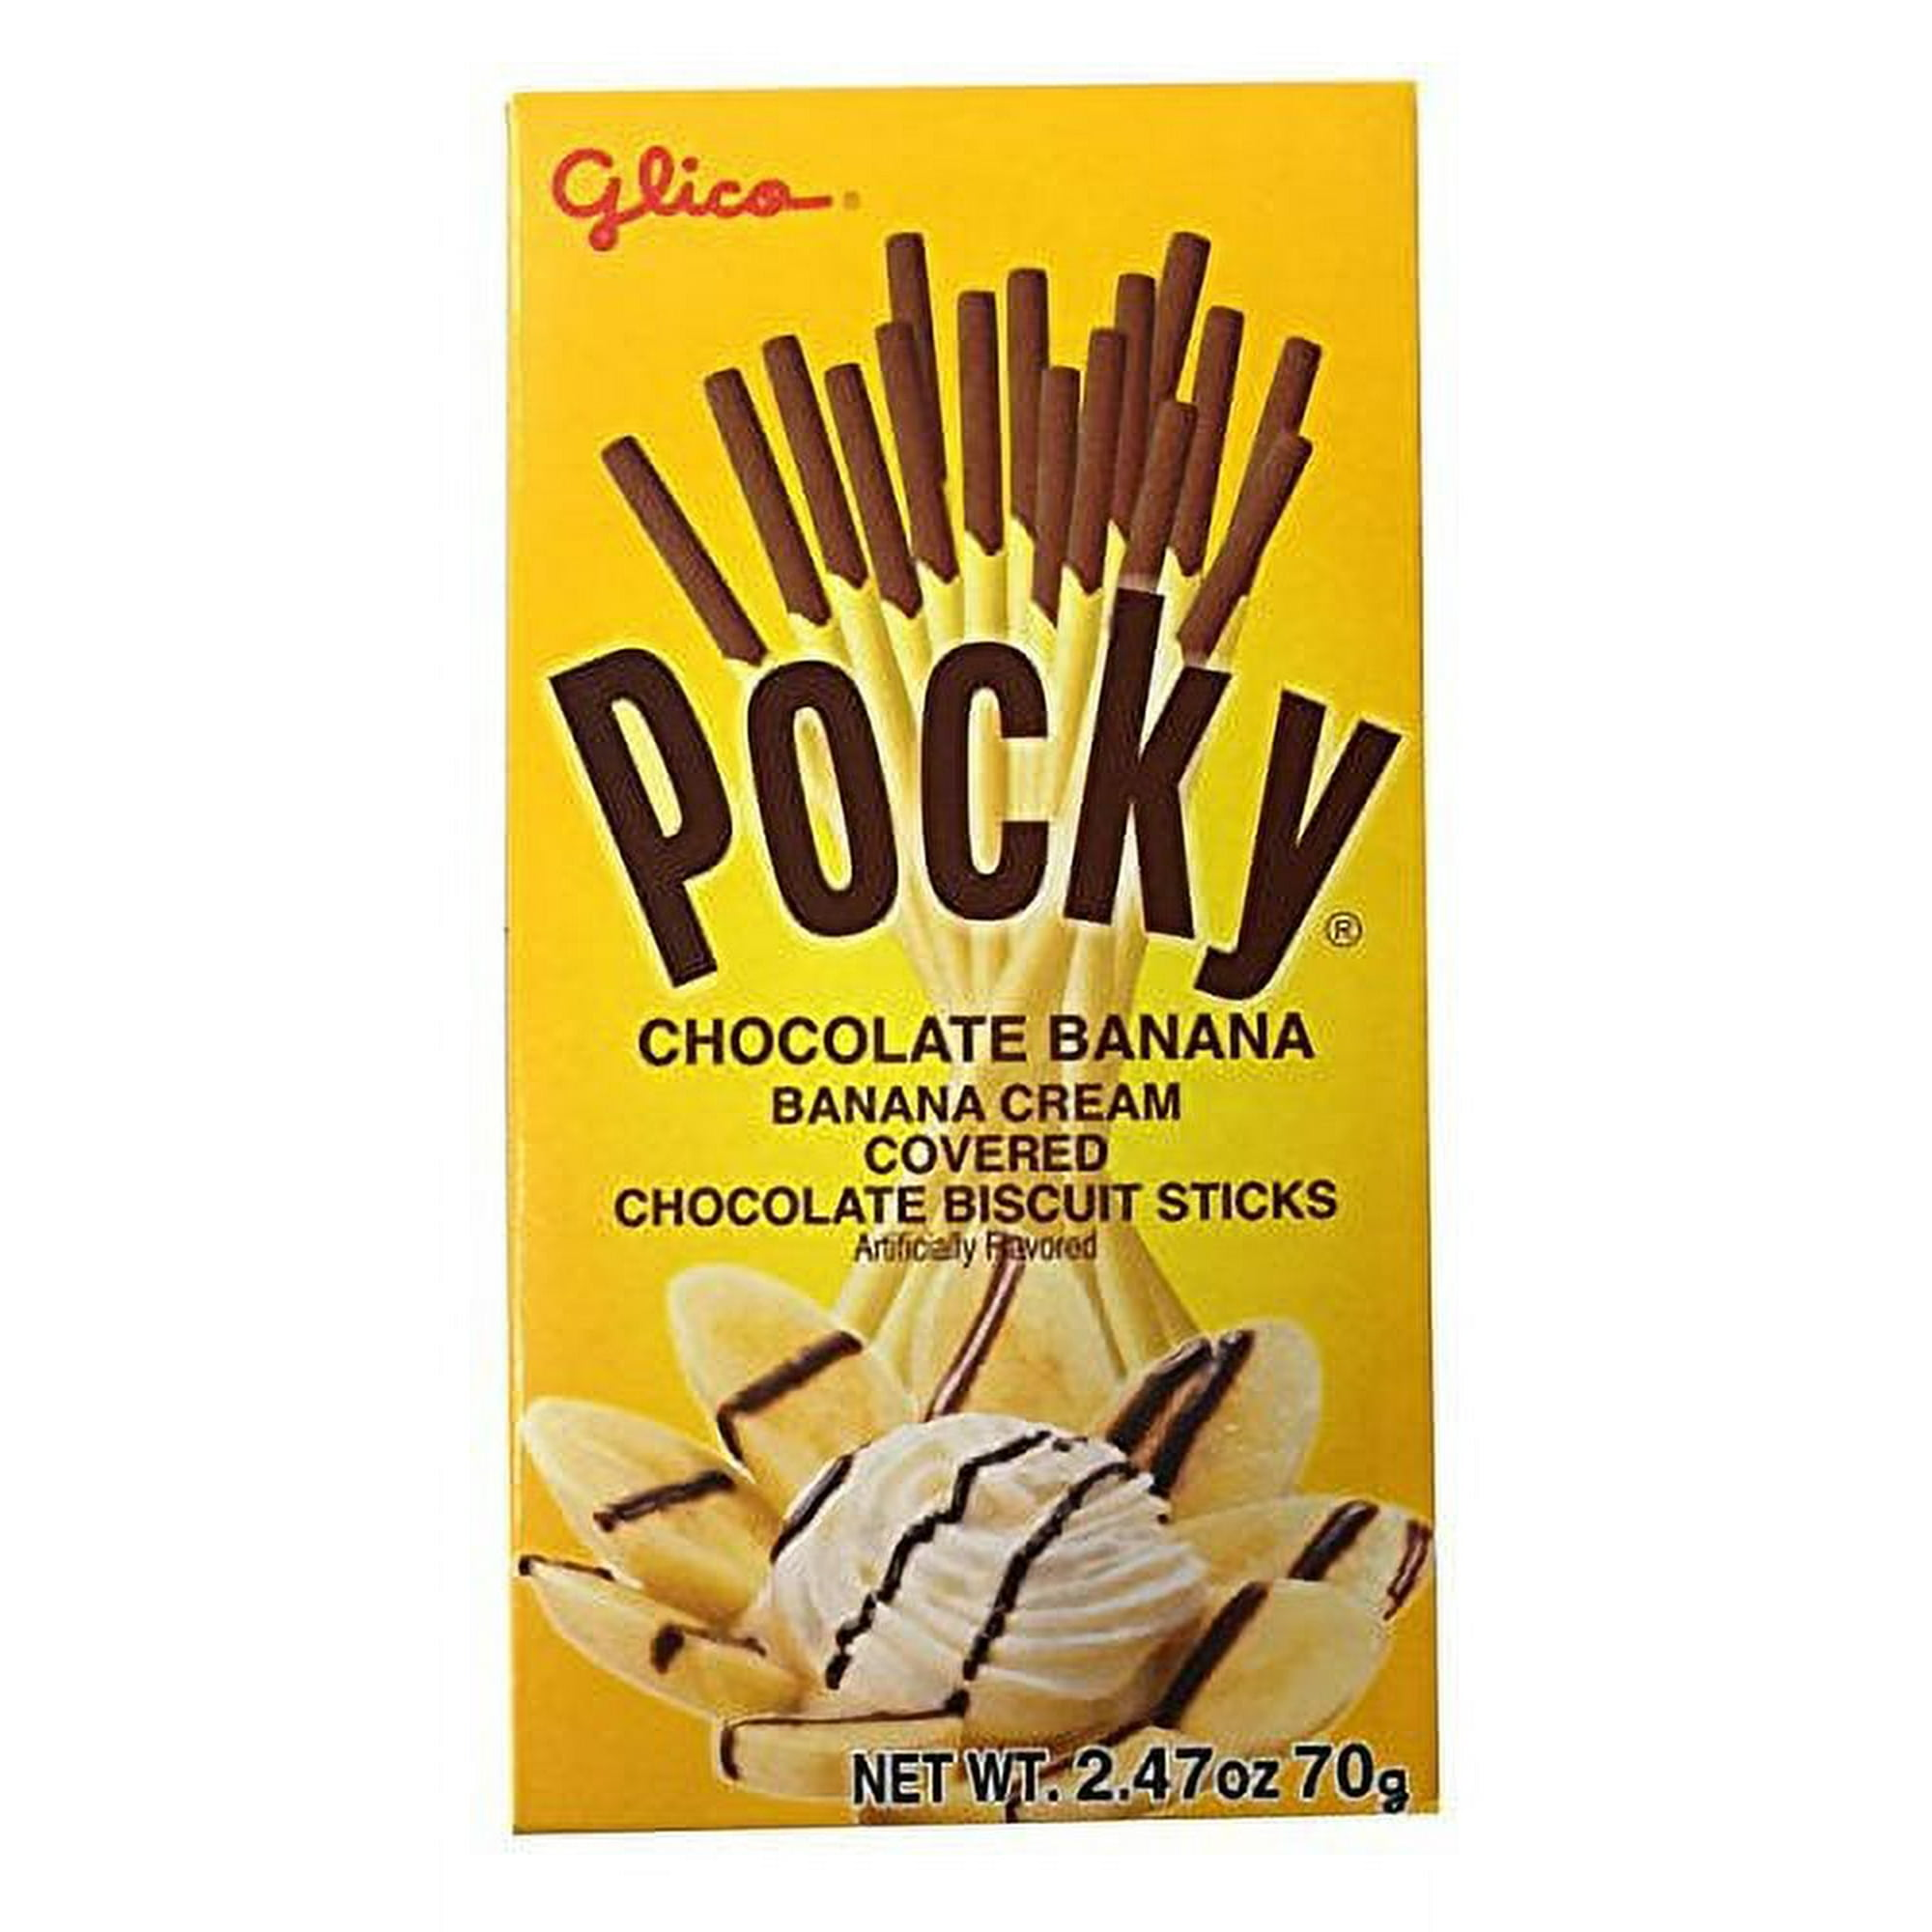 Glico®
Pocky®
CHOCOLATE BANANA
BANANA CREAM
COVERED
CHOCOLATE BISCUIT STICKS
Artificially Flavored
NET WT. 2.47oz 70g